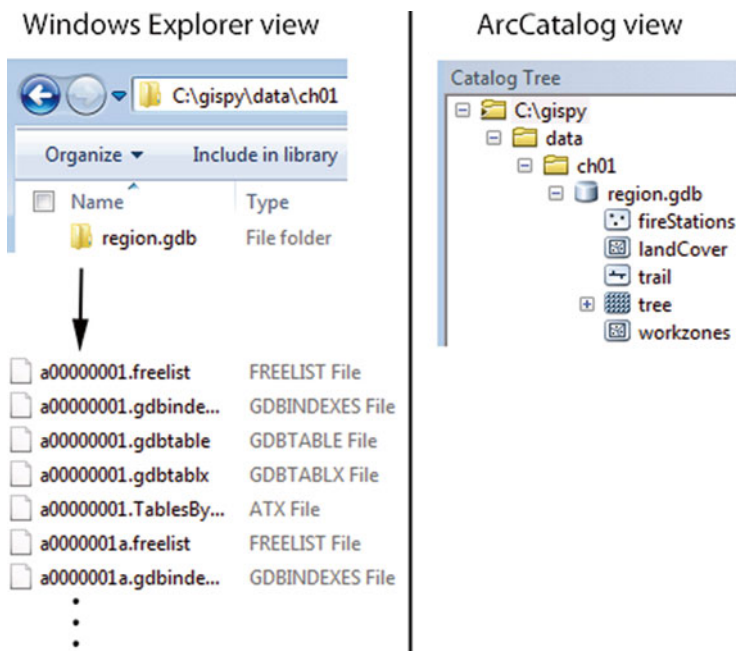 Windows Explorer view
C:\gispy\data\ch01
Organize
Include in library
Name
Type
region.gdb
File folder
a00000001.freelist
FREELIST File
a00000001.gdbinde...
GDBINDEXES File
a00000001.gdbtable
GDBTABLE File
a00000001.gdbtablx
GDBTABLX File
a00000001.TablesBy...
ATX File
a0000001a.freelist
FREELIST File
a0000001a.gdbinde...
GDBINDEXES File
ArcCatalog view
Catalog Tree
C:\gispy
data
ch01
region.gdb
fireStations
landCover
trail
tree
workzones